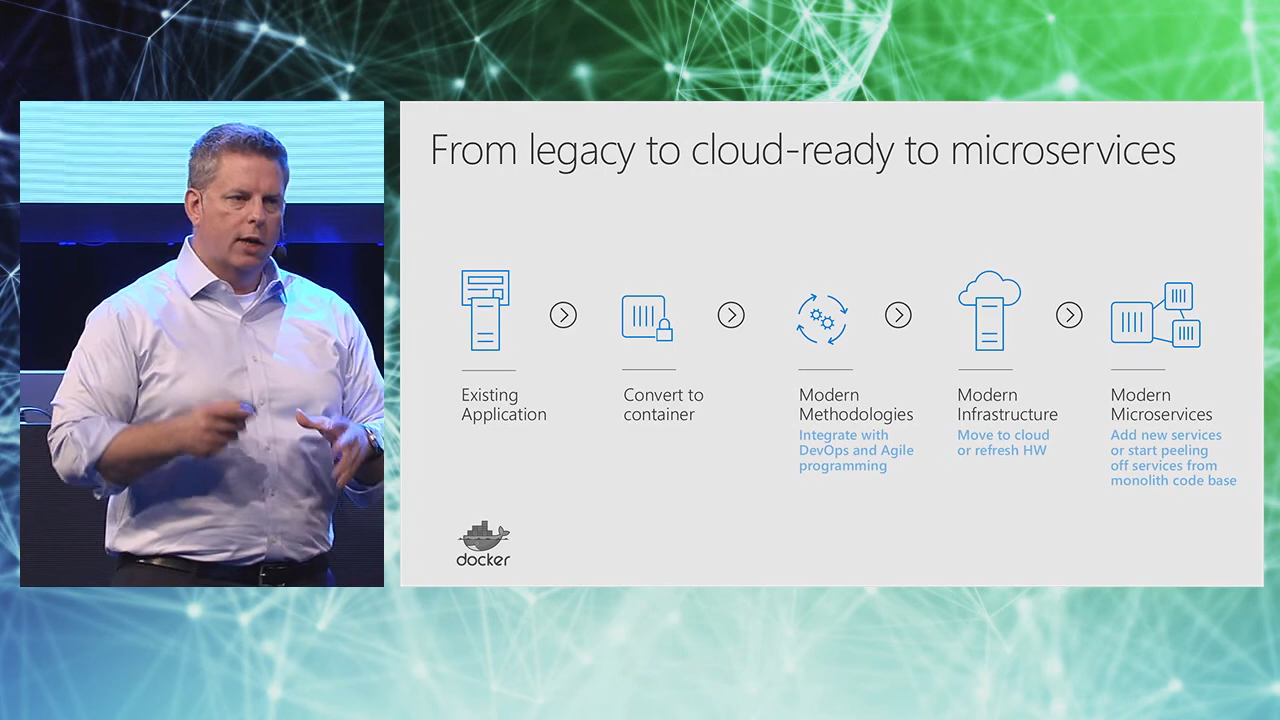 From legacy to cloud-ready to microservices
Existing
Application
Convert to
container
Modern
Methodologies
Integrate with
DevOps and Agile
programming
Modern
Infrastructure
Move to cloud
or refresh HW
Modern
Microservices
Add new services
or start peeling
off services from
monolith code base
docker